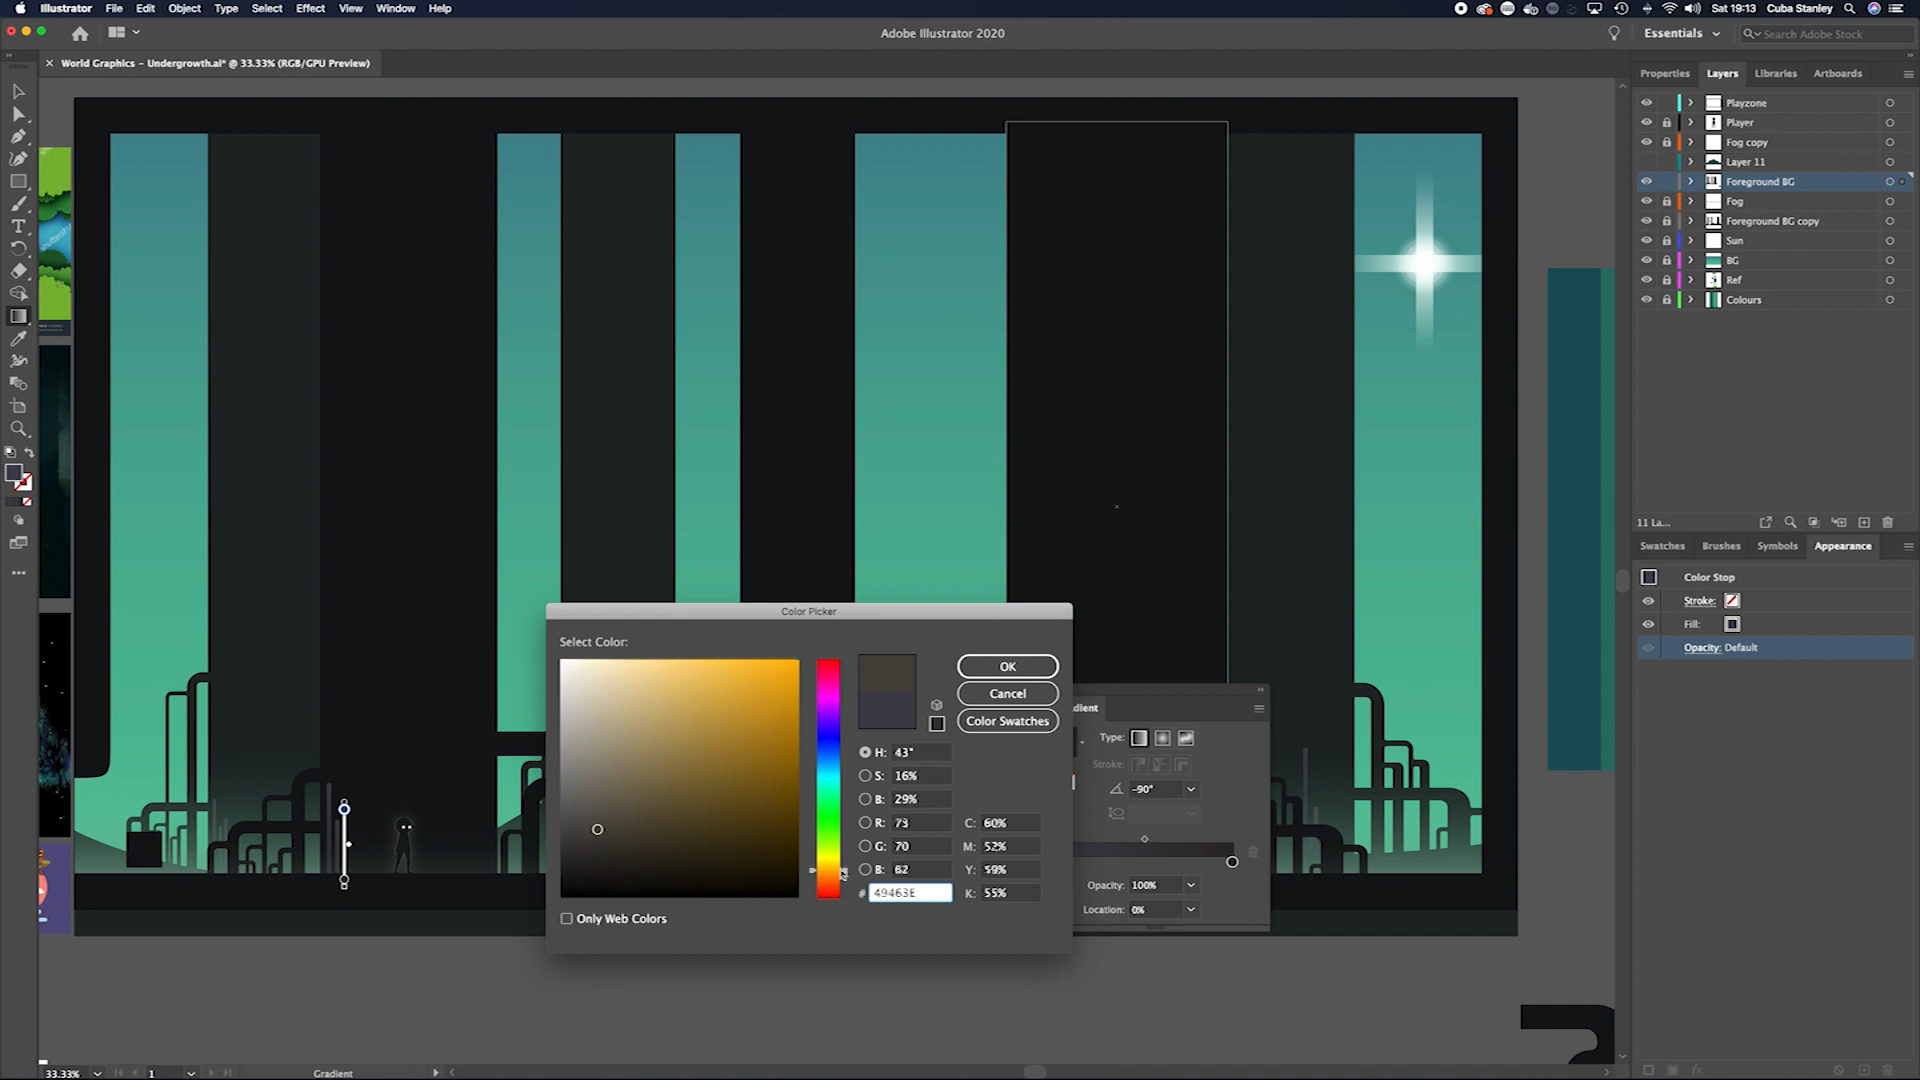 Illustrator File Edit Object Type Select Effect View Window Help
Sat 19:13 Cuba Stanley
Adobe Illustrator 2020
Essentials
Search Adobe Stock
World Graphics - Undergrowth.ai* @ 33.33% (RGB/GPU Preview)
Properties Layers Libraries Artboards
Playzone
Player
Fog copy
Layer 11
Foreground BG
Fog
Foreground BG copy
Sun
BG
Ref
Colours
11 La...
Swatches Brushes Symbols Appearance
Color Stop
Stroke:
Fill:
Opacity: Default
Color Picker
Select Color:
OK
Cancel
Color Swatches
H: 43°
S: 16%
B: 29%
R: 73 C: 60%
G: 70 M: 52%
B: 62 Y: 59%
# 49463E K: 55%
Only Web Colors
dient
Type:
Stroke:
-90°
Opacity: 100%
Location: 0%
33.33% 1 Gradient